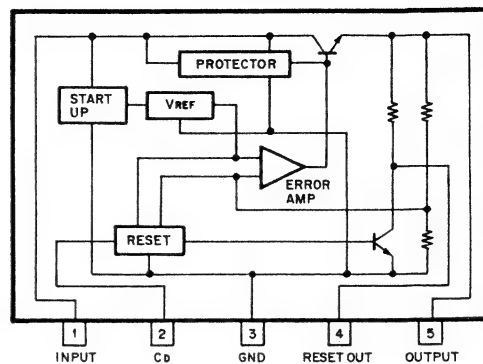 PROTECTOR
START
UP
VREF
ERROR
AMP
RESET
1 2 3 4 5
INPUT CD GND RESET OUT OUTPUT